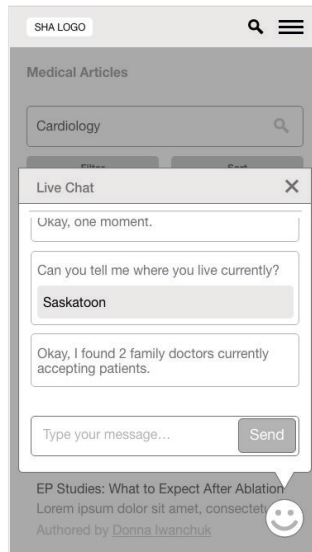 SHA LOGO
Medical Articles
Cardiology
Filter Sort
Live Chat
Okay, one moment.
Can you tell me where you live currently?
Saskatoon
Okay, I found 2 family doctors currently
accepting patients.
Type your message... Send
EP Studies: What to Expect After Ablation
Lorem ipsum dolor sit amet,
Authored by Donna Iwanchuk